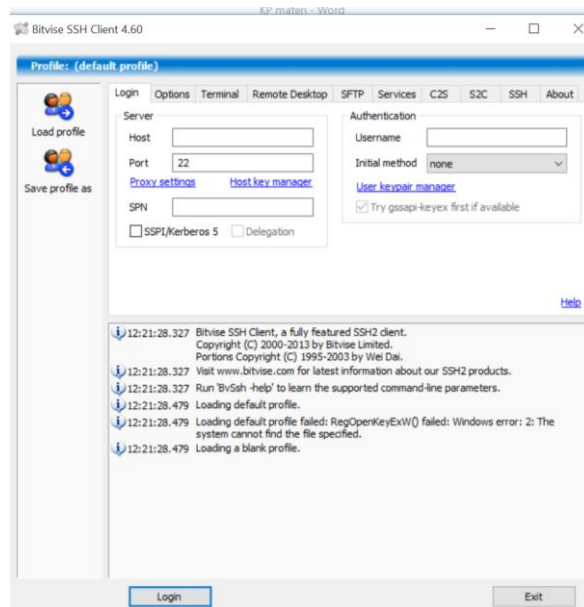 KP materi - Word
Bitvise SSH Client 4.60
Profile: (default profile)
Load profile
Save profile as
Login Options Terminal Remote Desktop SFTP Services C2S S2C SSH About
Server
Host
Port 22
Proxy settings Host key manager
SPN
SSPI/Kerberos 5 Delegation
Authentication
Username
Initial method none
User keypair manager
Try gssapi-keyex first if available
Help
12:21:28.327 Bitvise SSH Client, a fully featured SSH2 client.
Copyright (C) 2000-2013 by Bitvise Limited.
Portions Copyright (C) 1995-2003 by Wei Dai.
12:21:28.327 Visit www.bitvise.com for latest information about our SSH2 products.
12:21:28.327 Run 'BvSsh -help' to learn the supported command-line parameters.
12:21:28.479 Loading default profile.
12:21:28.479 Loading default profile failed: RegOpenKeyExW() failed: Windows error: 2: The
system cannot find the file specified.
12:21:28.479 Loading a blank profile.
Login Exit